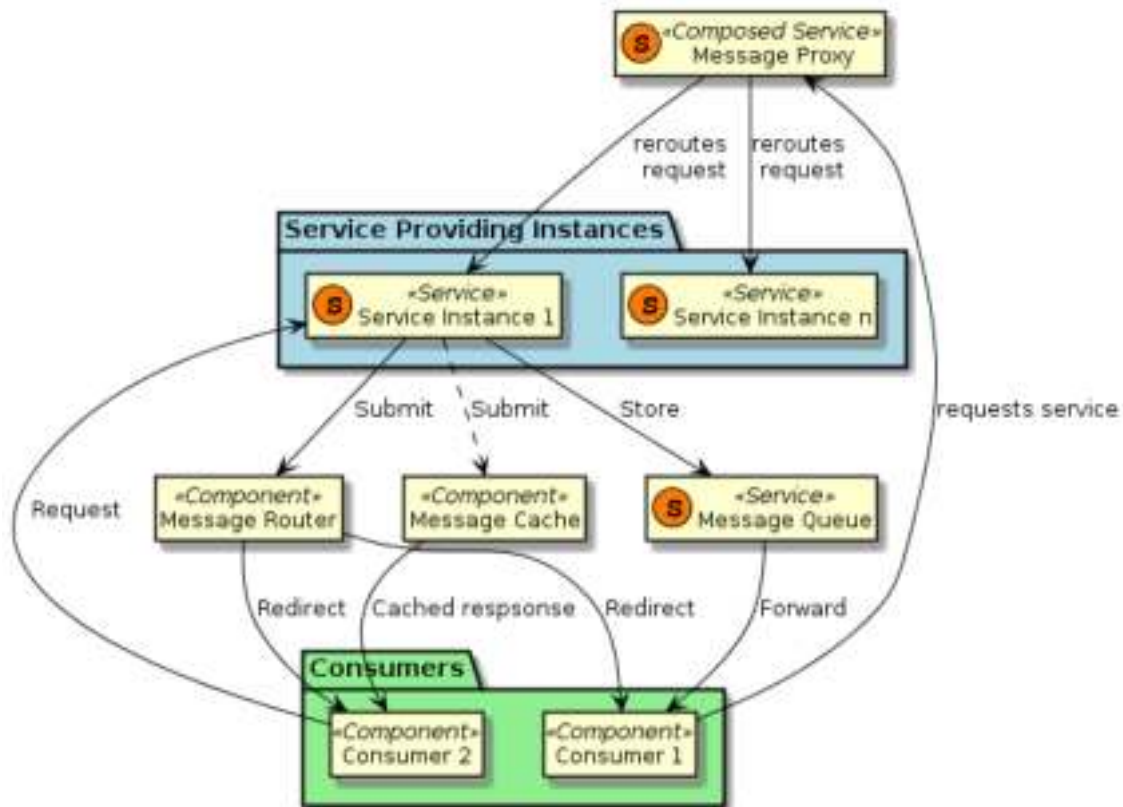 S
«Composed Service»
Message Proxy
reroutes
request
reroutes
request
Service Providing Instances
S
«Service»
Service Instance 1
S
«Service»
Service Instance n
Submit
Submit
Store
requests service
Request
«Component»
Message Router
«Component»
Message Cache
S
«Service»
Message Queue
Redirect
Cached respsonse
Redirect
Forward
Consumers
«Component»
Consumer 2
«Component»
Consumer 1